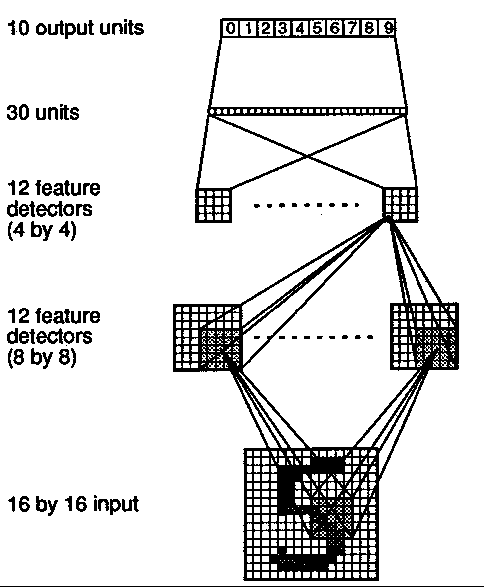 10 output units
0 1 2 3 4 5 6 7 8 9
30 units
12 feature
detectors
(4 by 4)
12 feature
detectors
(8 by 8)
16 by 16 input